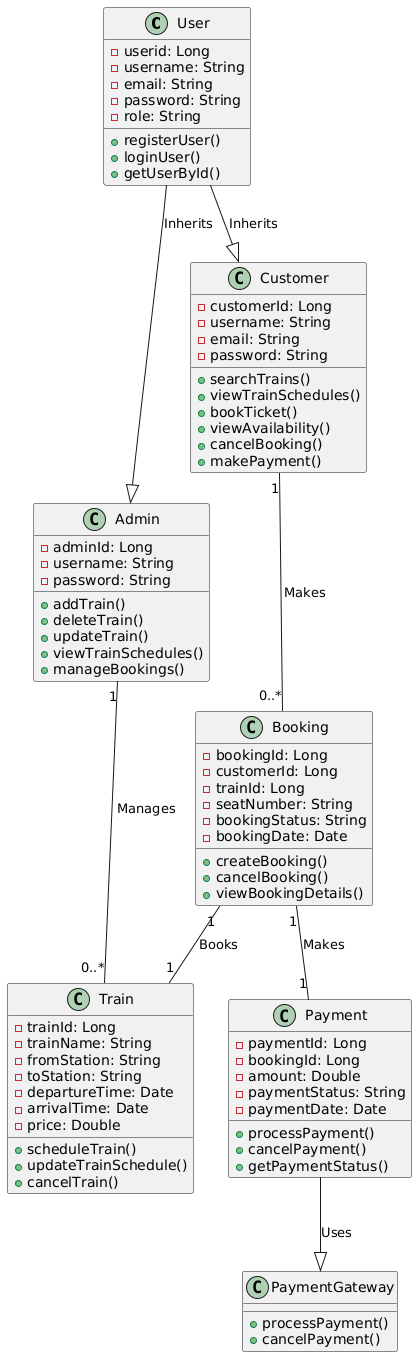 C User
userid: Long
username: String
email: String
password: String
role: String
registerUser()
loginUser()
getUserById()
Inherits
Inherits
C Customer
customerId: Long
username: String
email: String
password: String
searchTrains()
viewTrainSchedules()
bookTicket()
viewAvailability()
cancelBooking()
makePayment()
1
Makes
0..*
C Admin
adminId: Long
username: String
password: String
addTrain()
deleteTrain()
updateTrain()
viewTrainSchedules()
manageBookings()
1
Manages
0..*
C Booking
bookingId: Long
customerId: Long
trainId: Long
seatNumber: String
bookingStatus: String
bookingDate: Date
createBooking()
cancelBooking()
viewBookingDetails()
1
Books
1
1
Makes
1
C Train
trainId: Long
trainName: String
fromStation: String
toStation: String
departureTime: Date
arrivalTime: Date
price: Double
scheduleTrain()
updateTrainSchedule()
cancelTrain()
C Payment
paymentId: Long
bookingId: Long
amount: Double
paymentStatus: String
paymentDate: Date
processPayment()
cancelPayment()
getPaymentStatus()
Uses
C PaymentGateway
processPayment()
cancelPayment()